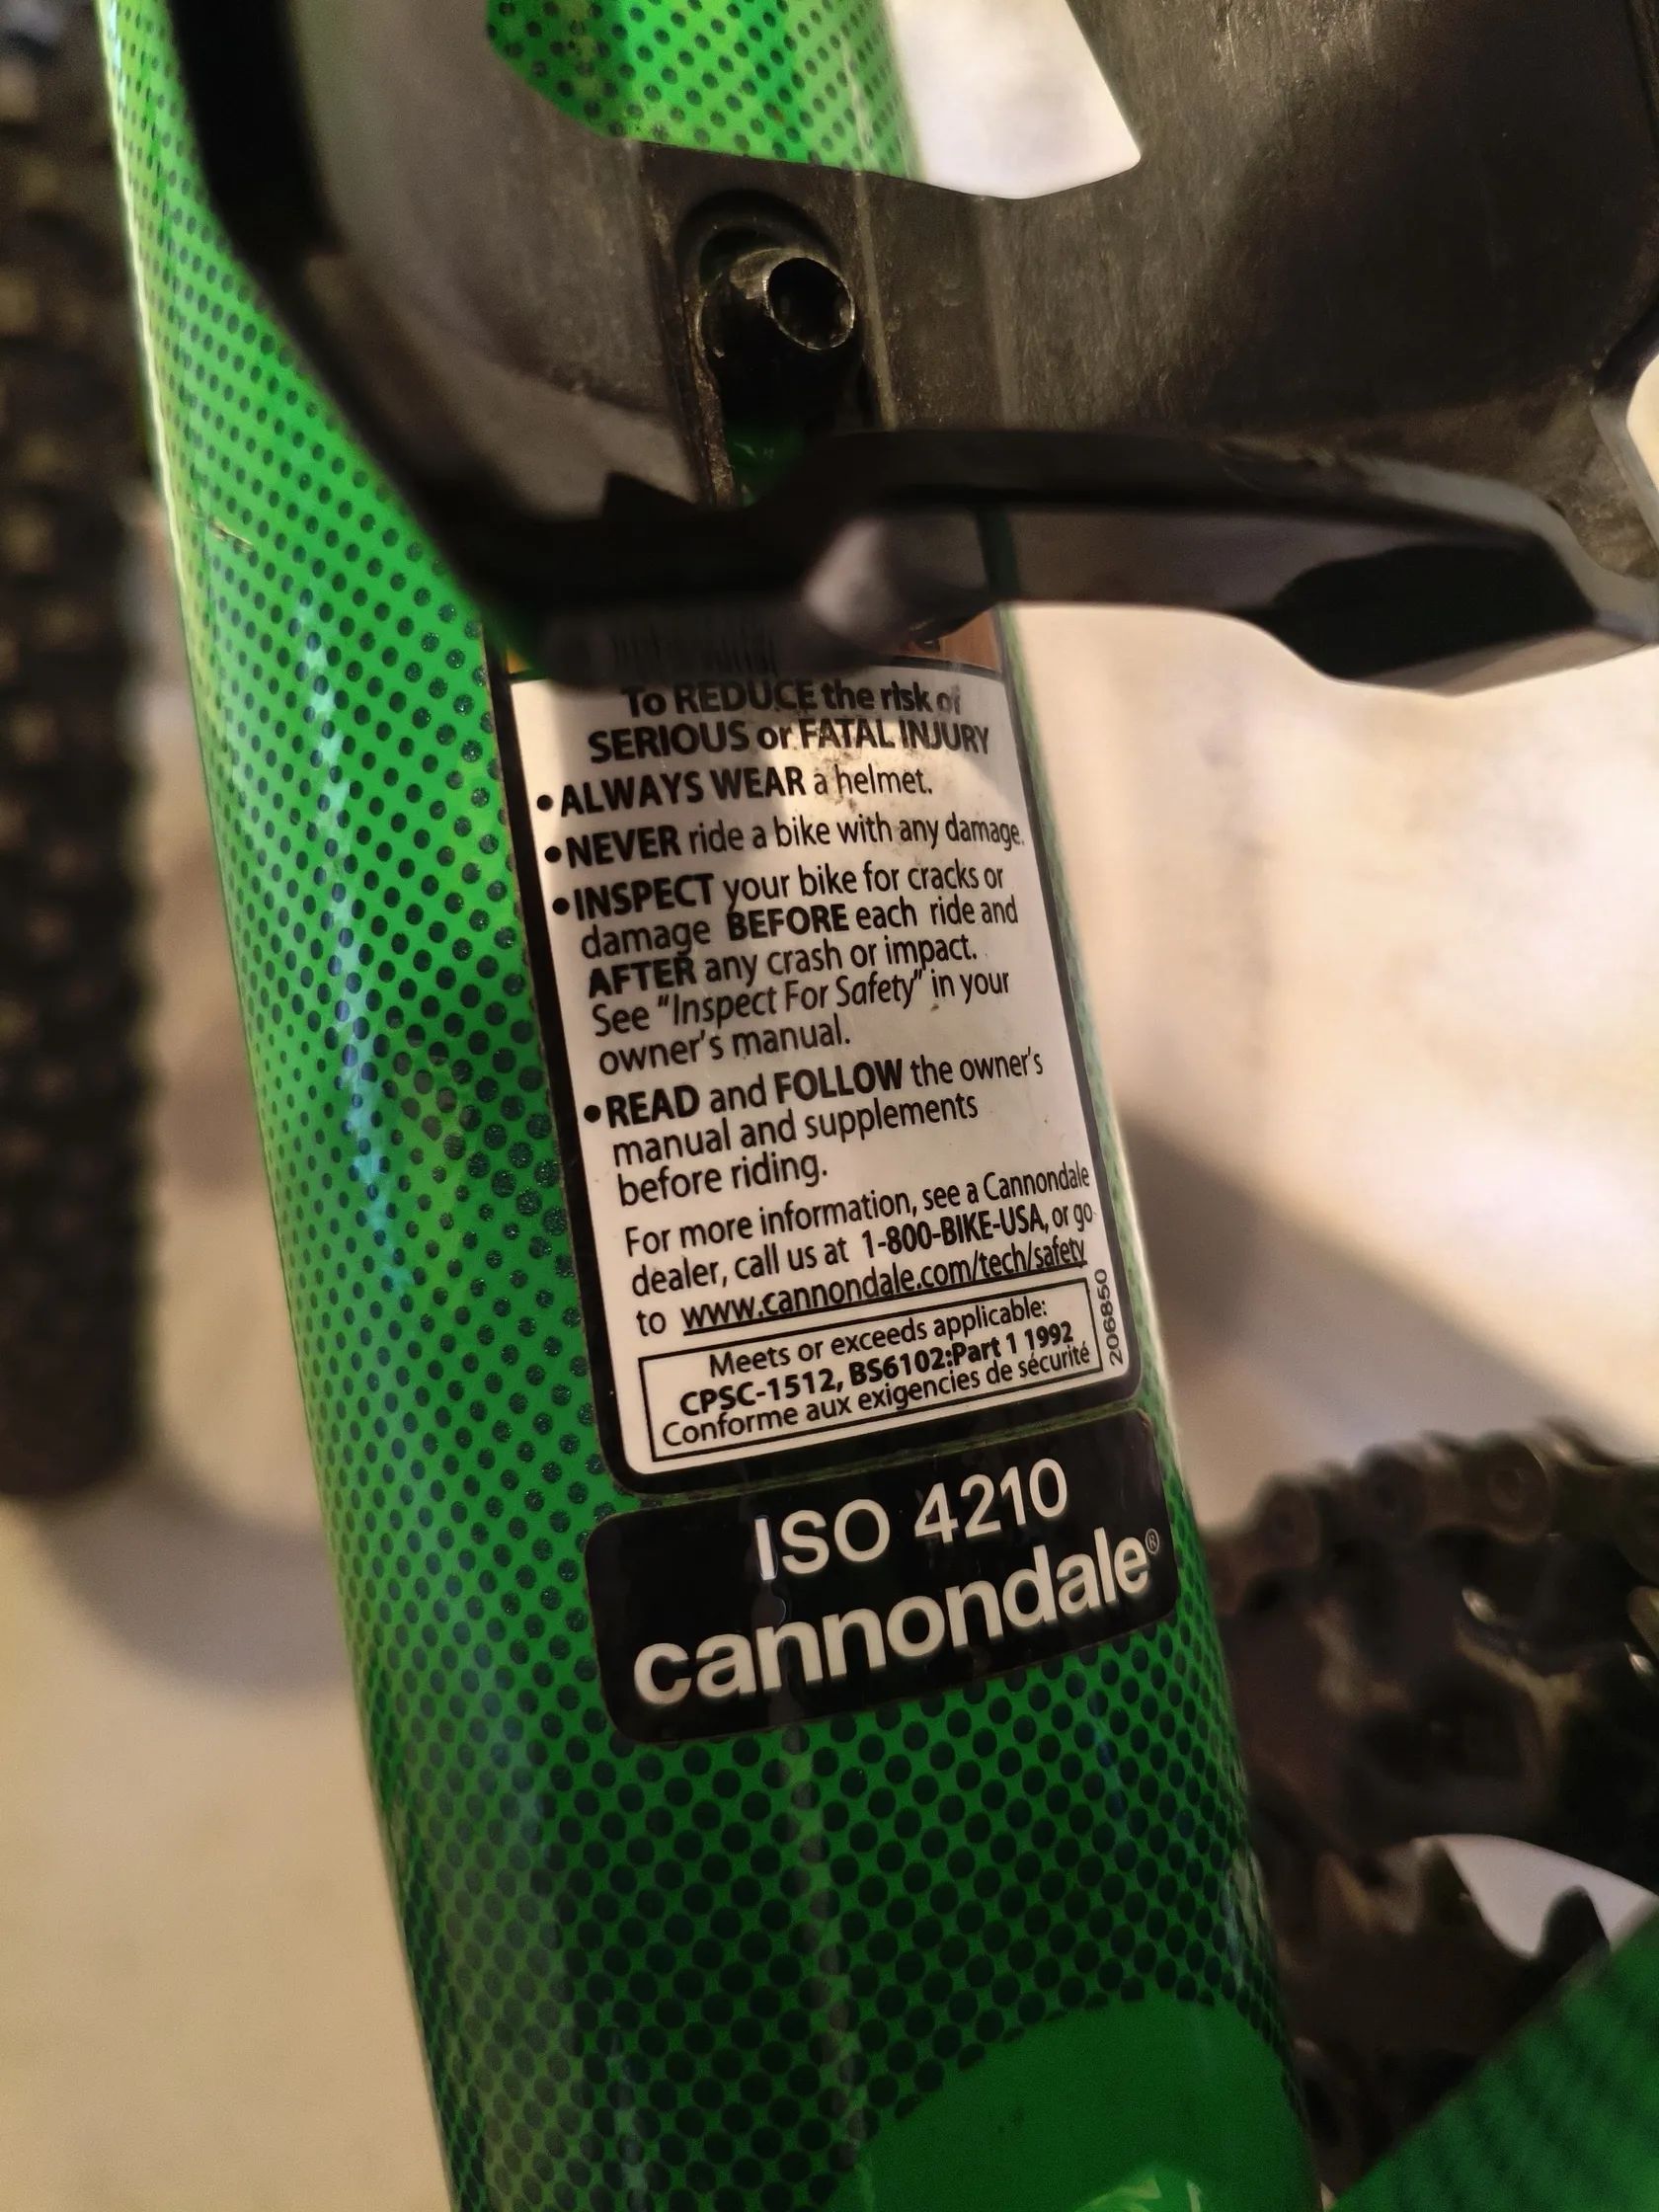 To REDUCE the risk of
SERIOUS or FATAL INJURY
• ALWAYS WEAR a helmet.
• NEVER ride a bike with any damage.
• INSPECT your bike for cracks or
damage BEFORE each ride and
AFTER any crash or impact.
See "Inspect For Safety" in your
owner's manual.
• READ and FOLLOW the owner's
manual and supplements
before riding.
For more information, see a Cannondale
dealer, call us at 1-800-BIKE-USA, or go
to www.cannondale.com/tech/safety
Meets or exceeds applicable:
CPSC-1512, BS6102:Part 1 1992
Conforme aux exigencies de sécurité
206850
ISO 4210
cannondale®